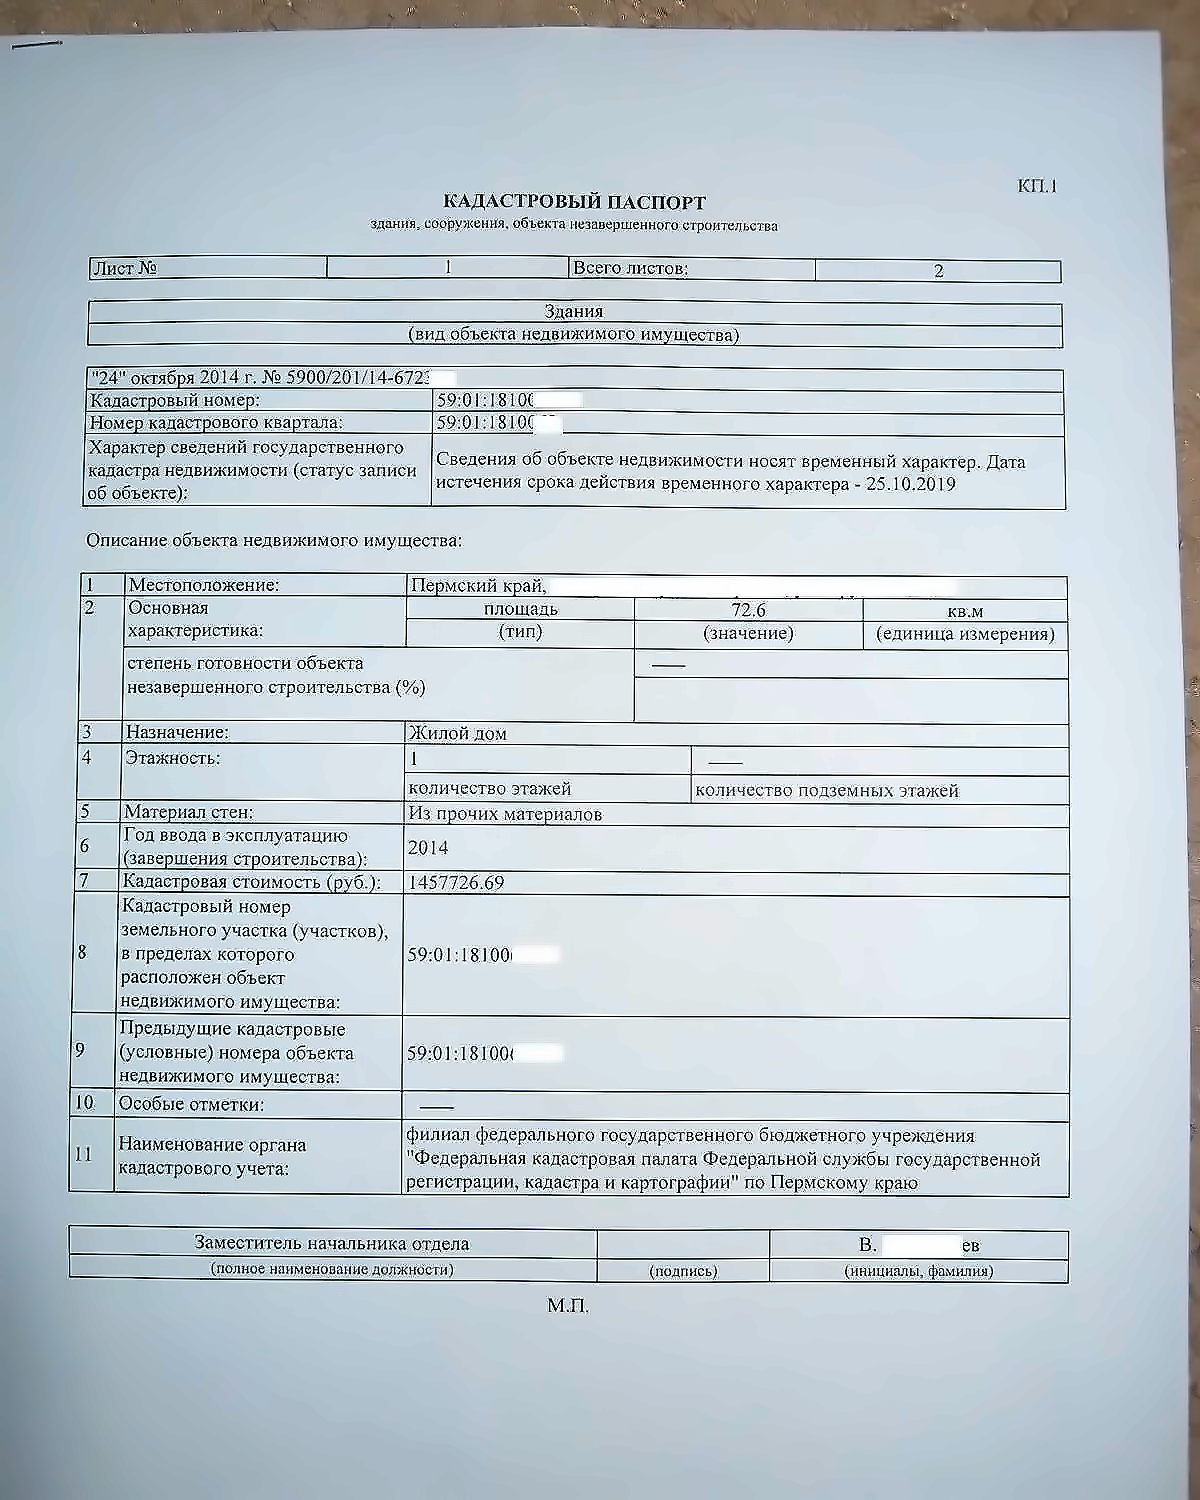 КП.1
КАДАСТРОВЫЙ ПАСПОРТ
здания, сооружения, объекта незавершенного строительства
Лист № 1 Всего листов: 2
Здания
(вид объекта недвижимого имущества)
"24" октября 2014 г. № 5900/201/14-672
Кадастровый номер: 59:01:18100
Номер кадастрового квартала: 59:01:18100
Характер сведений государственного
кадастра недвижимости (статус записи
об объекте):
Сведения об объекте недвижимости носят временный характер. Дата
истечения срока действия временного характера - 25.10.2019
Описание объекта недвижимого имущества:
1 Местоположение: Пермский край,
2 Основная площадь 72.6 кв.м
характеристика: (тип) (значение) (единица измерения)
степень готовности объекта ——
незавершенного строительства (%)
3 Назначение: Жилой дом
4 Этажность: 1 ——
количество этажей количество подземных этажей
5 Материал стен: Из прочих материалов
6 Год ввода в эксплуатацию
(завершения строительства):
2014
7 Кадастровая стоимость (руб.): 1457726.69
Кадастровый номер
земельного участка (участков),
8 в пределах которого 59:01:18100
расположен объект
недвижимого имущества:
Предыдущие кадастровые
9 (условные) номера объекта 59:01:18100
недвижимого имущества:
10 Особые отметки: ——
11 Наименование органа
кадастрового учета:
филиал федерального государственного бюджетного учреждения
"Федеральная кадастровая палата Федеральной службы государственной
регистрации, кадастра и картографии" по Пермскому краю
Заместитель начальника отдела В. ев
(полное наименование должности) (подпись) (инициалы, фамилия)
М.П.